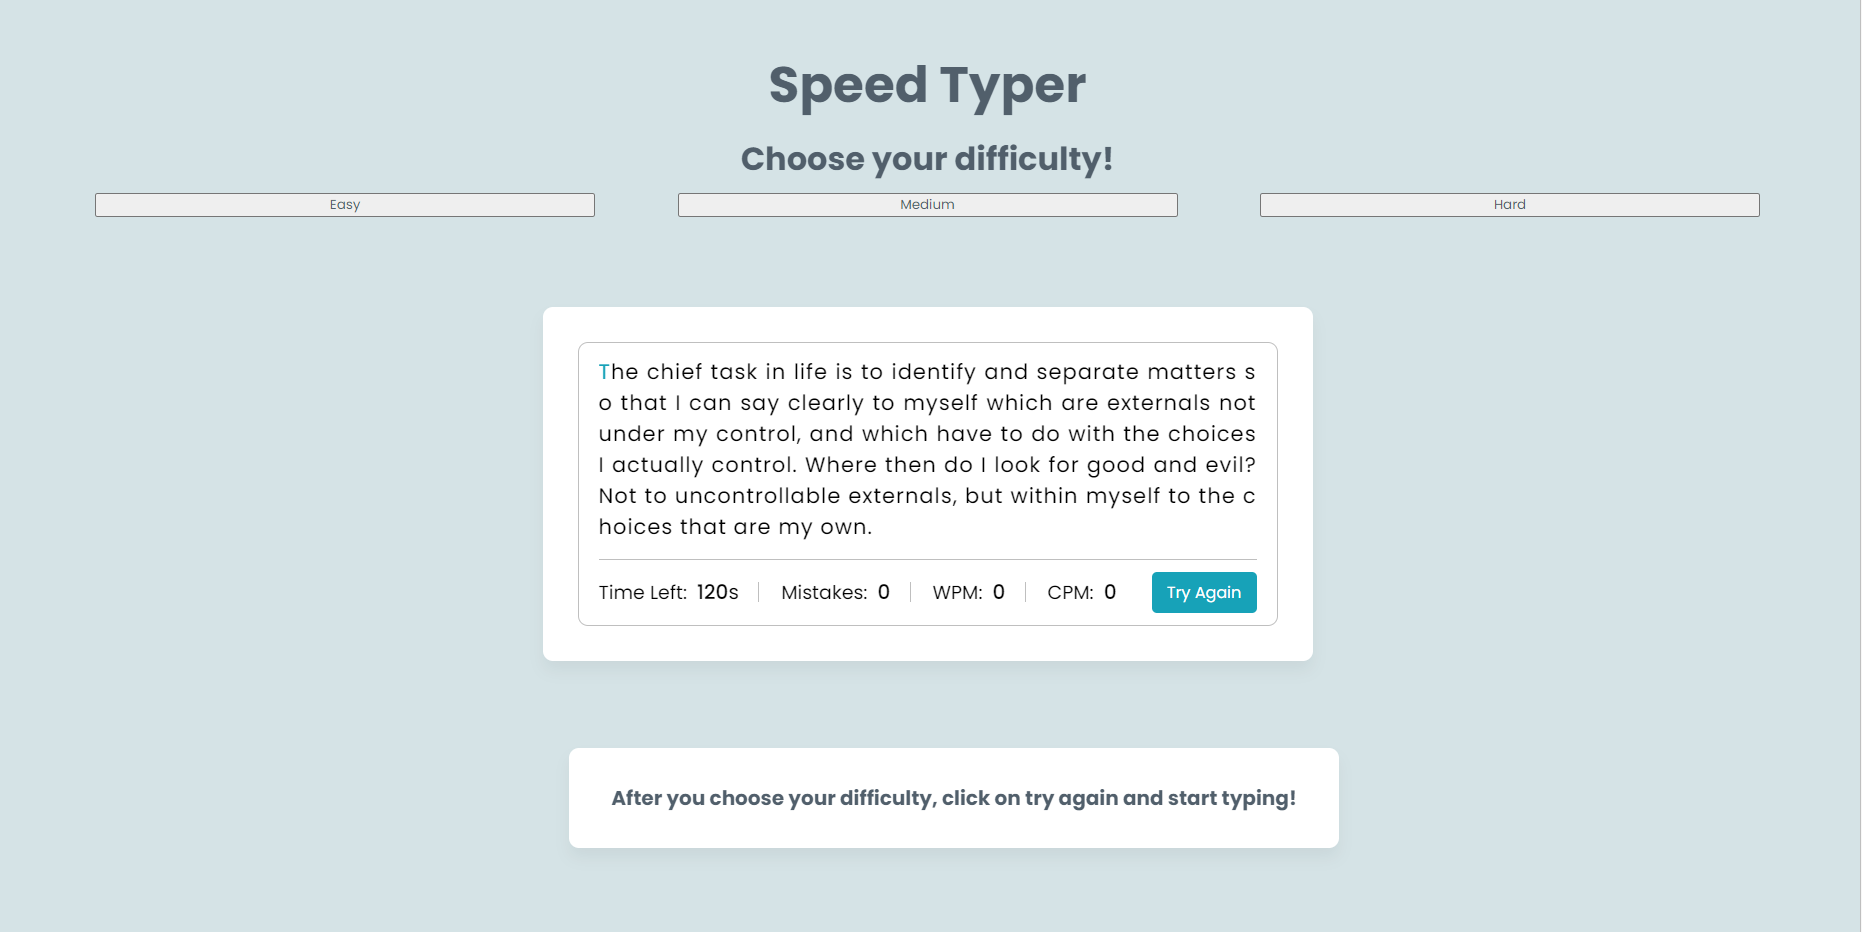 Speed Typer
Choose your difficulty!
Easy Medium Hard
The chief task in life is to identify and separate matters s
o that I can say clearly to myself which are externals not
under my control, and which have to do with the choices
I actually control. Where then do I look for good and evil?
Not to uncontrollable externals, but within myself to the c
hoices that are my own.
Time Left: 120s Mistakes: 0 WPM: 0 CPM: 0 Try Again
After you choose your difficulty, click on try again and start typing!